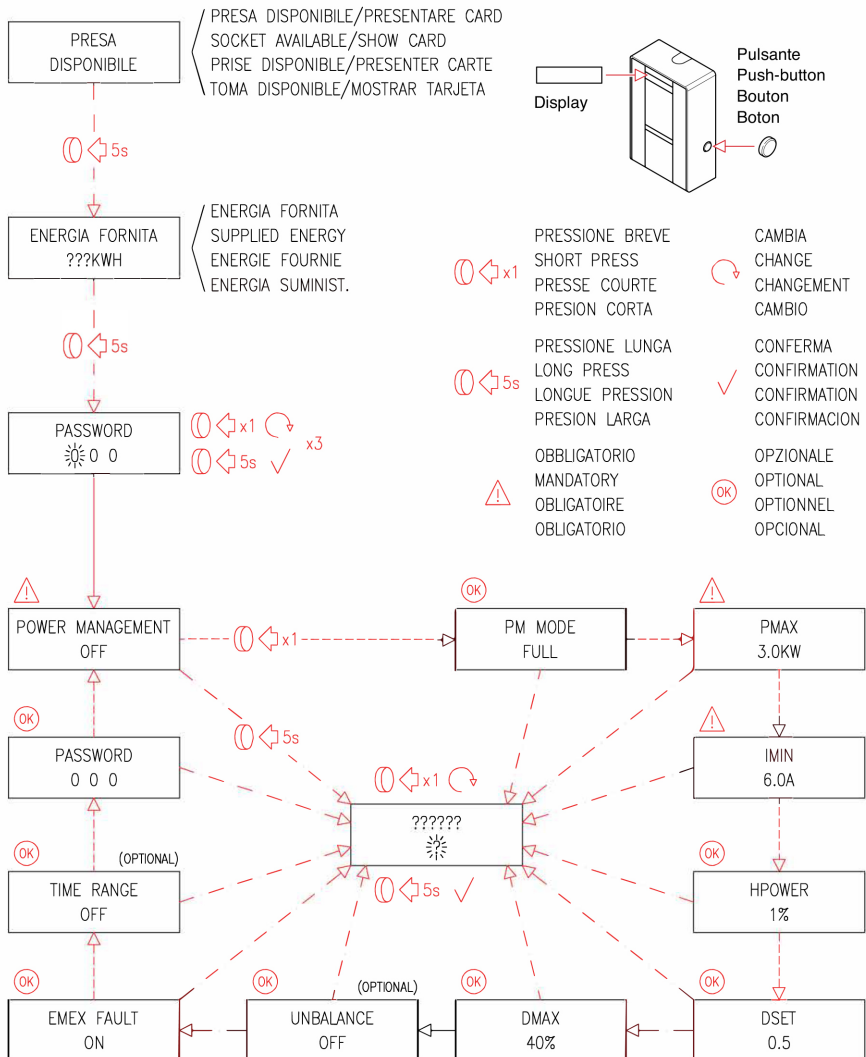 PRESA
DISPONIBILE
PRESA DISPONIBILE/PRESENTARE CARD
SOCKET AVAILABLE/SHOW CARD
PRISE DISPONIBLE/PRESENTER CARTE
TOMA DISPONIBLE/MOSTRAR TARJETA
Display
Pulsante
Push-button
Bouton
Boton
5s
ENERGIA FORNITA
???KWH
ENERGIA FORNITA
SUPPLIED ENERGY
ENERGIE FOURNIE
ENERGIA SUMINIST.
x1
PRESSIONE BREVE
SHORT PRESS
PRESSE COURTE
PRESION CORTA
CAMBIA
CHANGE
CHANGEMENT
CAMBIO
5s
5s
PRESSIONE LUNGA
LONG PRESS
LONGUE PRESSION
PRESION LARGA
CONFERMA
CONFIRMATION
CONFIRMATION
CONFIRMACION
PASSWORD
0 0 0
x1
5s
x3
!
OBBLIGATORIO
MANDATORY
OBLIGATOIRE
OBLIGATORIO
OK
OPZIONALE
OPTIONAL
OPTIONNEL
OPCIONAL
!
POWER MANAGEMENT
OFF
x1
OK
PM MODE
FULL
!
PMAX
3.0KW
OK
PASSWORD
0 0 0
5s
x1
!
IMIN
6.0A
??????
?
5s
OK
(OPTIONAL)
TIME RANGE
OFF
OK
HPOWER
1%
OK
EMEX FAULT
ON
OK
(OPTIONAL)
UNBALANCE
OFF
OK
DMAX
40%
OK
DSET
0.5